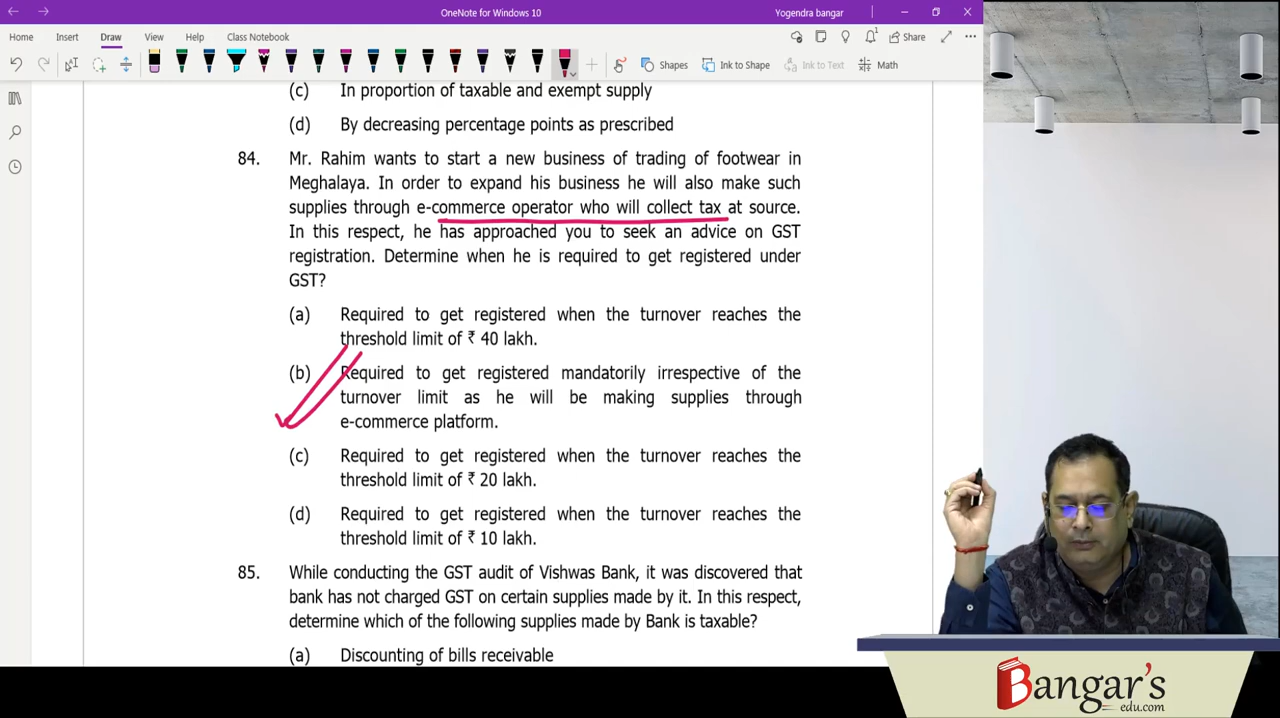 OneNote for Windows 10
Yogendra bangar
Home Insert Draw View Help Class Notebook
Share
Shapes Ink to Shape Ink to Text Math
(c) In proportion of taxable and exempt supply
(d) By decreasing percentage points as prescribed
84. Mr. Rahim wants to start a new business of trading of footwear in
Meghalaya. In order to expand his business he will also make such
supplies through e-commerce operator who will collect tax at source.
In this respect, he has approached you to seek an advice on GST
registration. Determine when he is required to get registered under
GST?
(a) Required to get registered when the turnover reaches the
threshold limit of ₹ 40 lakh.
(b) Required to get registered mandatorily irrespective of the
turnover limit as he will be making supplies through
e-commerce platform.
(c) Required to get registered when the turnover reaches the
threshold limit of ₹ 20 lakh.
(d) Required to get registered when the turnover reaches the
threshold limit of ₹ 10 lakh.
85. While conducting the GST audit of Vishwas Bank, it was discovered that
bank has not charged GST on certain supplies made by it. In this respect,
determine which of the following supplies made by Bank is taxable?
(a) Discounting of bills receivable
Bangar's
edu.com